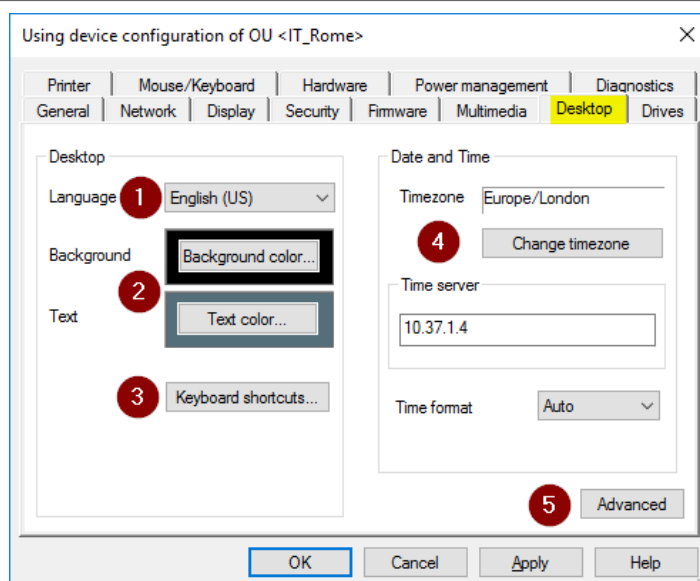 Using device configuration of OU <IT_Rome>
Printer Mouse/Keyboard Hardware Power management Diagnostics
General Network Display Security Firmware Multimedia Desktop Drives
Desktop
Language 1 English (US)
Background Background color...
2
Text Text color...
3 Keyboard shortcuts...
Date and Time
Timezone Europe/London
4 Change timezone
Time server
10.37.1.4
Time format Auto
5 Advanced
OK Cancel Apply Help